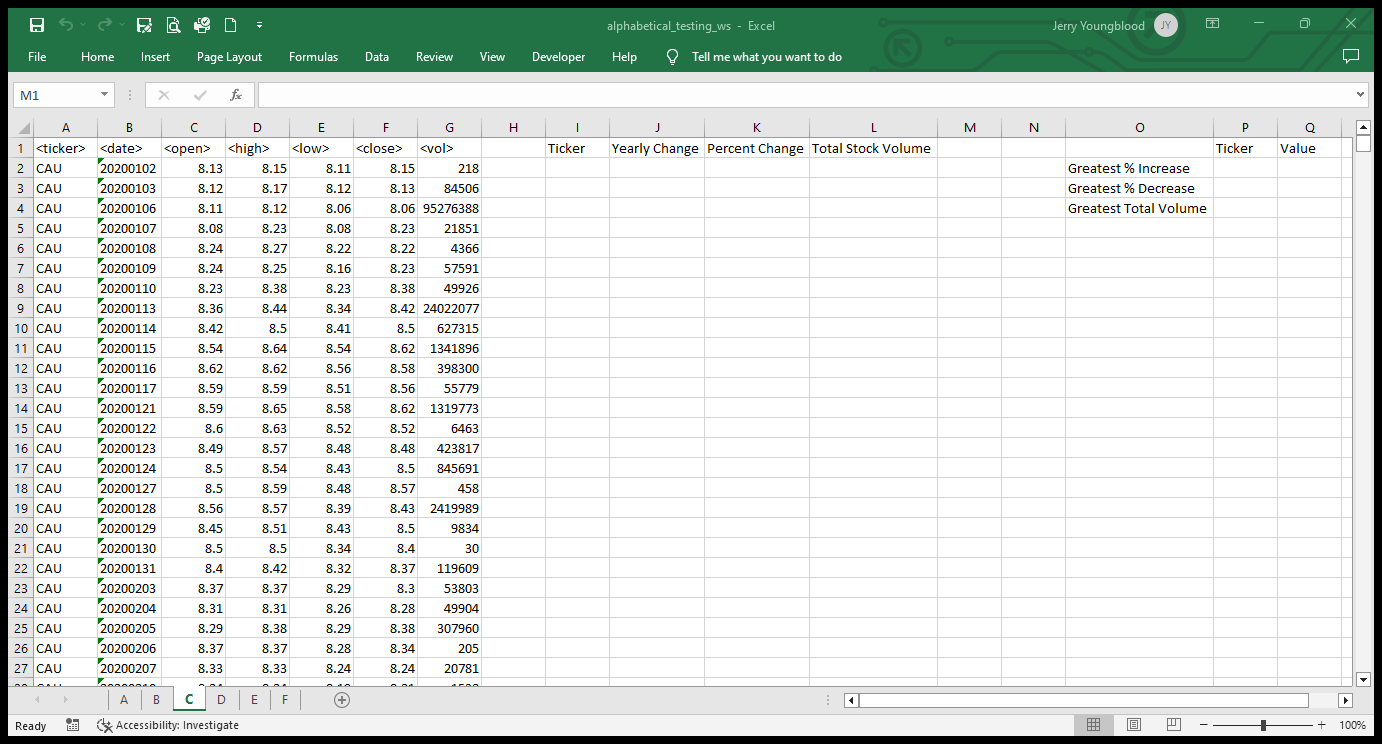 alphabetical_testing_ws - Excel
Jerry Youngblood JY
File Home Insert Page Layout Formulas Data Review View Developer Help Tell me what you want to do
M1 fx
A B C D E F G H I J K L M N O P Q
1 <ticker> <date> <open> <high> <low> <close> <vol> Ticker Yearly Change Percent Change Total Stock Volume Ticker Value
2 CAU 20200102 8.13 8.15 8.11 8.15 218 Greatest % Increase
3 CAU 20200103 8.12 8.17 8.12 8.13 84506 Greatest % Decrease
4 CAU 20200106 8.11 8.12 8.06 8.06 95276388 Greatest Total Volume
5 CAU 20200107 8.08 8.23 8.08 8.23 21851
6 CAU 20200108 8.24 8.27 8.22 8.22 4366
7 CAU 20200109 8.24 8.25 8.16 8.23 57591
8 CAU 20200110 8.23 8.38 8.23 8.38 49926
9 CAU 20200113 8.36 8.44 8.34 8.42 24022077
10 CAU 20200114 8.42 8.5 8.41 8.5 627315
11 CAU 20200115 8.54 8.64 8.54 8.62 1341896
12 CAU 20200116 8.62 8.62 8.56 8.58 398300
13 CAU 20200117 8.59 8.59 8.51 8.56 55779
14 CAU 20200121 8.59 8.65 8.58 8.62 1319773
15 CAU 20200122 8.6 8.63 8.52 8.52 6463
16 CAU 20200123 8.49 8.57 8.48 8.48 423817
17 CAU 20200124 8.5 8.54 8.43 8.5 845691
18 CAU 20200127 8.5 8.59 8.48 8.57 458
19 CAU 20200128 8.56 8.57 8.39 8.43 2419989
20 CAU 20200129 8.45 8.51 8.43 8.5 9834
21 CAU 20200130 8.5 8.5 8.34 8.4 30
22 CAU 20200131 8.4 8.42 8.32 8.37 119609
23 CAU 20200203 8.37 8.37 8.29 8.3 53803
24 CAU 20200204 8.31 8.31 8.26 8.28 49904
25 CAU 20200205 8.29 8.38 8.29 8.38 307960
26 CAU 20200206 8.37 8.37 8.28 8.34 205
27 CAU 20200207 8.33 8.33 8.24 8.24 20781
A B C D E F
Ready Accessibility: Investigate 100%